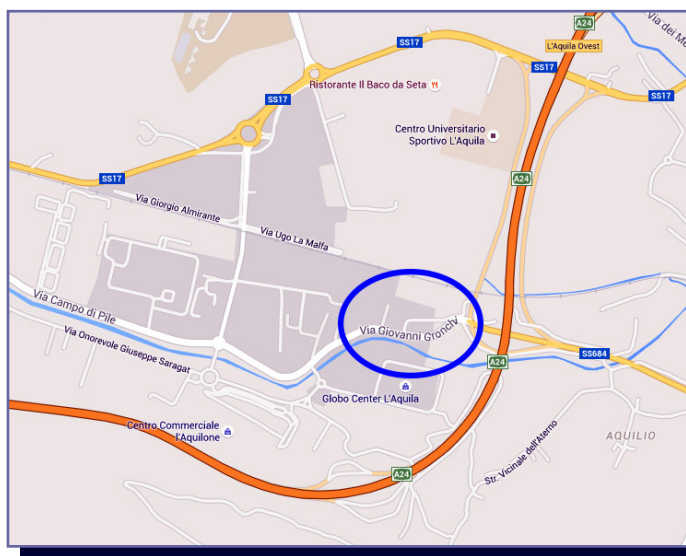 A24
Via dei Me
SS17
L'Aquila Ovest
SS17
SS17
SS17
Ristorante Il Baco da Seta
Centro Universitario
Sportivo L'Aquila
SS17
A24
Via Giorgio Almirante
Via Ugo La Malfa
Via Campo di Pile
Via Giovanni Gronchi
Via Onorevole Giuseppe Saragat
SS684
A24
Globo Center L'Aquila
Centro Commerciale
l'Aquilone
Str. Vicinale dell'Aterno
AQUILIO
A24